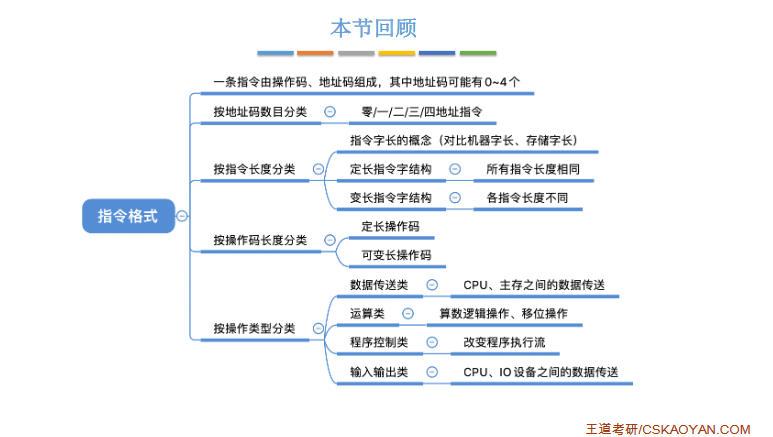 本节回顾
一条指令由操作码、地址码组成，其中地址码可能有0~4个
按地址码数目分类
零/一/二/三/四地址指令
指令字长的概念（对比机器字长、存储字长）
按指令长度分类
定长指令字结构
所有指令长度相同
变长指令字结构
各指令长度不同
指令格式
定长操作码
按操作码长度分类
可变长操作码
数据传送类
CPU、主存之间的数据传送
运算类
算数逻辑操作、移位操作
按操作类型分类
程序控制类
改变程序执行流
输入输出类
CPU、IO设备之间的数据传送
王道考研/CSKAOYAN.COM